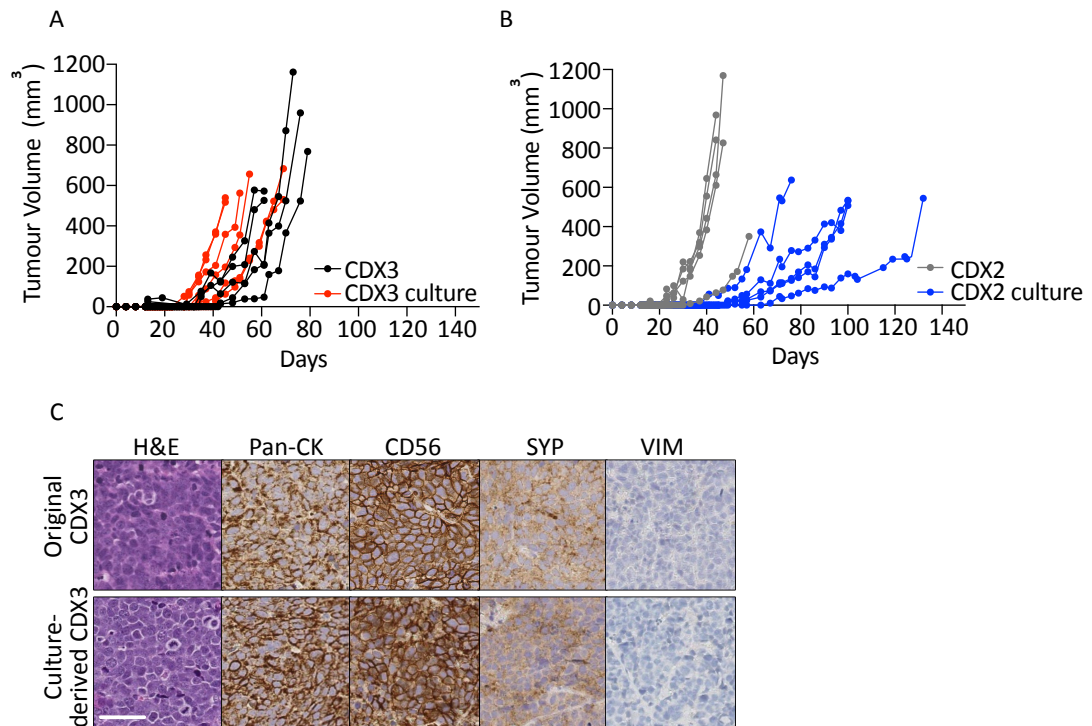 A
B
Tumour Volume (mm³)
1200
1000
800
600
400
200
0
0 20 40 60 80 100 120 140
Days
CDX3
CDX3 culture
Tumour Volume (mm³)
1200
1000
800
600
400
200
0
0 20 40 60 80 100 120 140
Days
CDX2
CDX2 culture
C
H&E Pan-CK CD56 SYP VIM
Original
CDX3
Culture-
derived CDX3